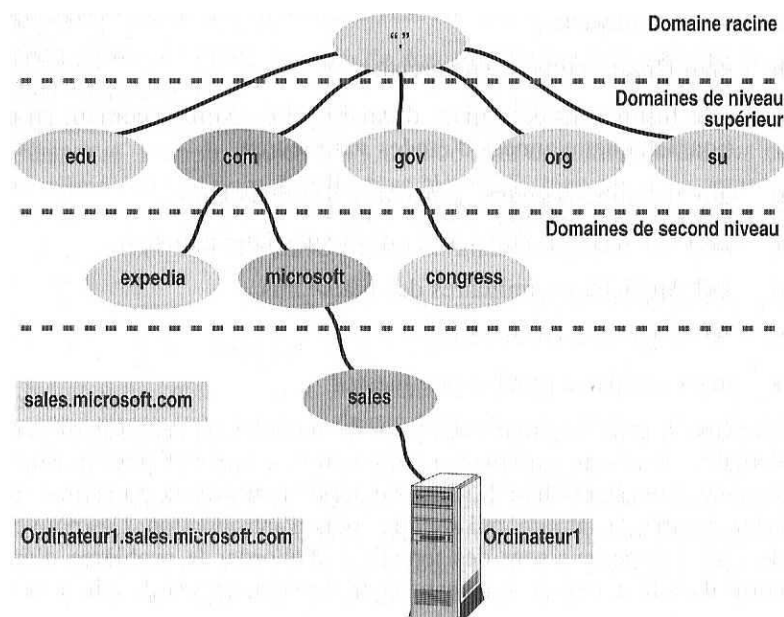 Domaine racine
“.”
Domaines de niveau
supérieur
edu
com
gov
org
su
Domaines de second niveau
expedia
microsoft
congress
sales.microsoft.com
sales
Ordinateur1.sales.microsoft.com
Ordinateur1